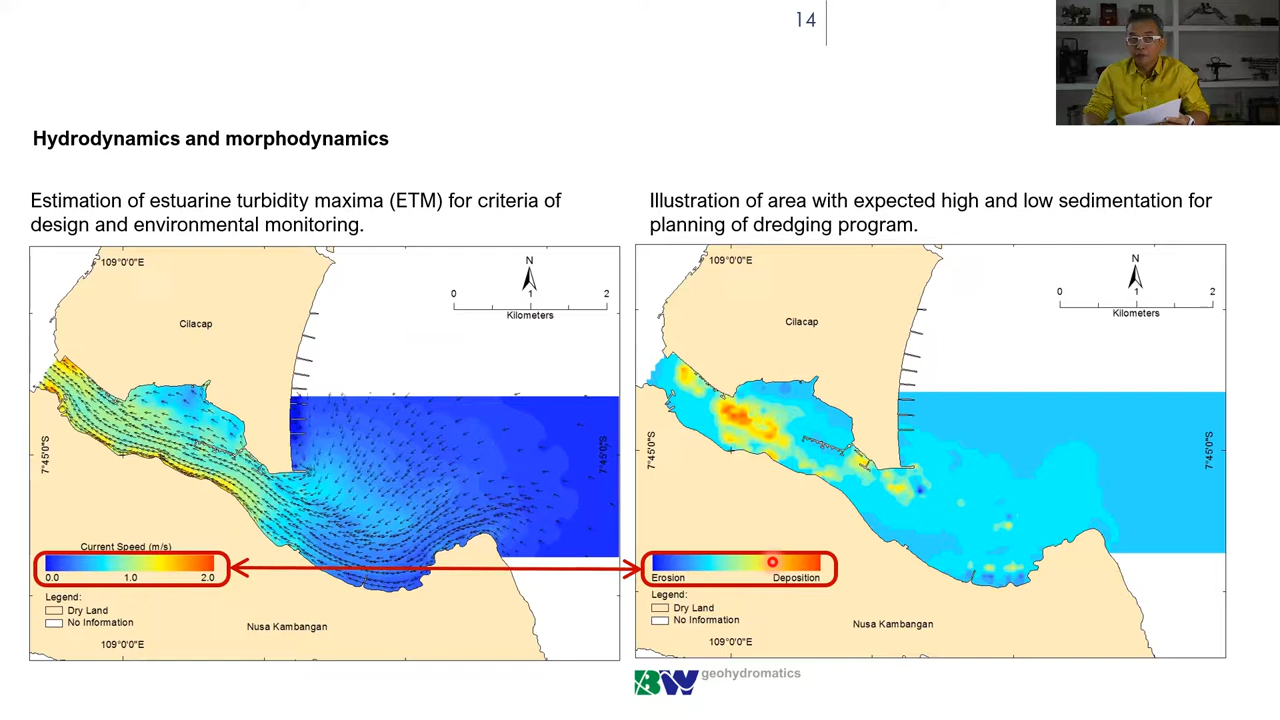 14
Hydrodynamics and morphodynamics
Estimation of estuarine turbidity maxima (ETM) for criteria of
design and environmental monitoring.
109°0'0"E
N
0 1 2
Kilometers
Cilacap
7°45'0"S
7°45'0"S
Current Speed (m/s)
0.0 1.0 2.0
Legend:
Dry Land
No Information
Nusa Kambangan
109°0'0"E
Illustration of area with expected high and low sedimentation for
planning of dredging program.
109°0'0"E
N
0 1 2
Kilometers
Cilacap
7°45'0"S
7°45'0"S
Erosion Deposition
Legend:
Dry Land
No Information
Nusa Kambangan
109°0'0"E
BW geohydromatics